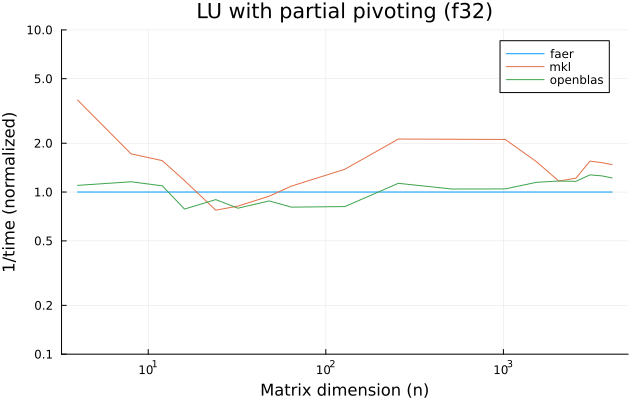 LU with partial pivoting (f32)
10.0
5.0
2.0
1.0
0.5
0.2
0.1
1/time (normalized)
faer
mkl
openblas
10¹
10²
10³
Matrix dimension (n)